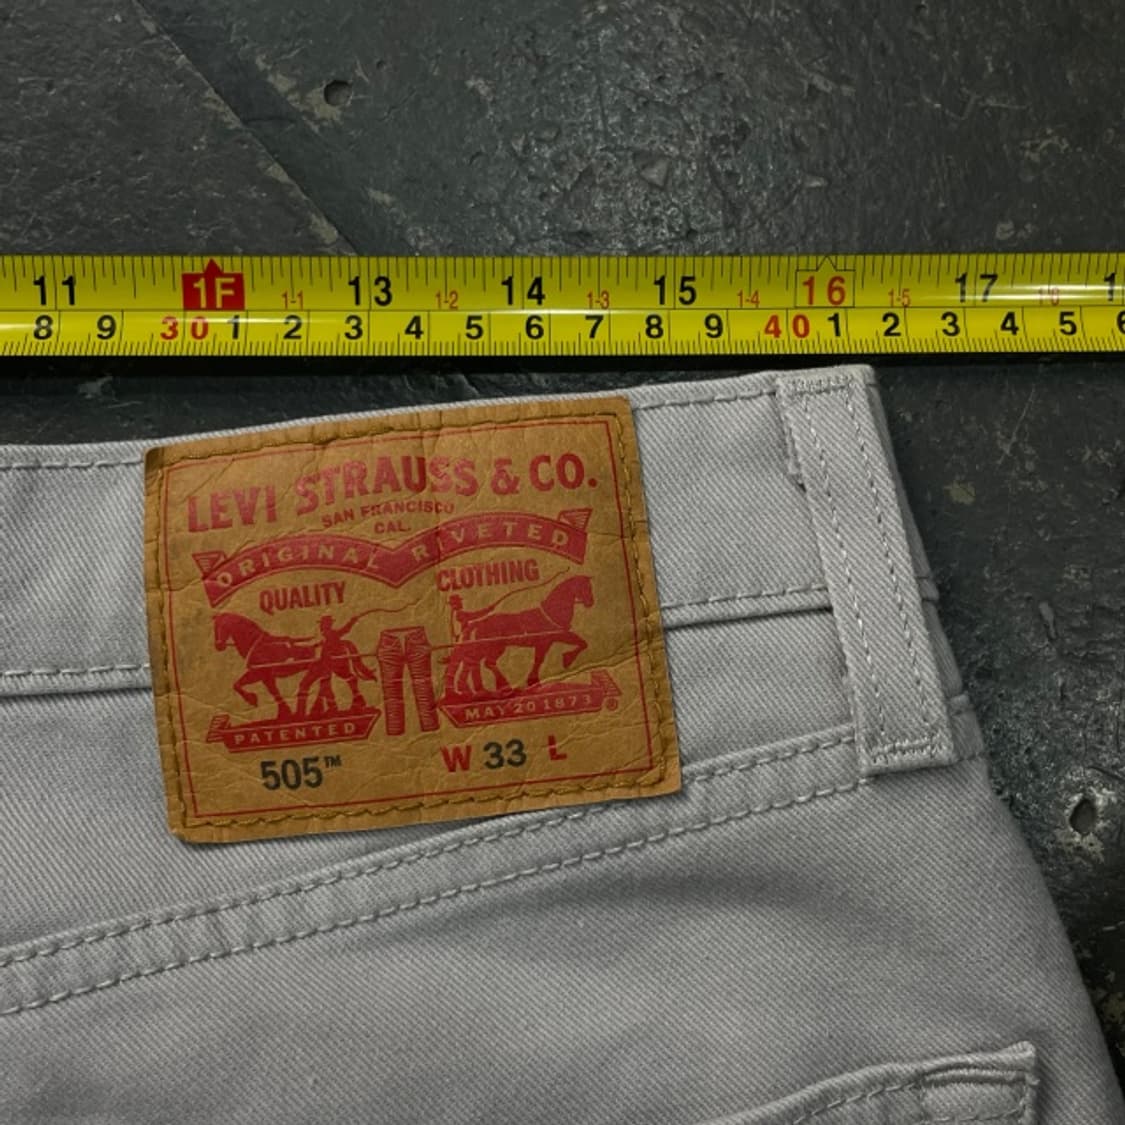 11 1F 1-1 13 1-2 14 1-3 15 1-4 16 1-5 17 1
8 9 30 1 2 3 4 5 6 7 8 9 40 1 2 3 4 5 6
LEVI STRAUSS & CO.
SAN FRANCISCO
CAL.
ORIGINAL RIVETED
QUALITY CLOTHING
PATENTED MAY 20 1873 ®
505™ W 33 L